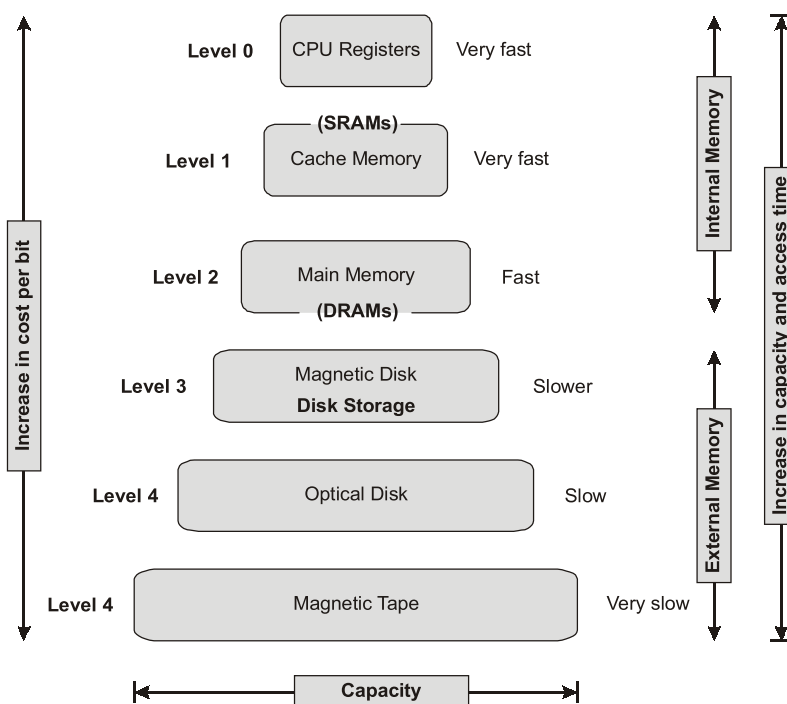 Level 0
CPU Registers
Very fast
(SRAMs)
Level 1
Cache Memory
Very fast
Level 2
Main Memory
Fast
(DRAMs)
Level 3
Magnetic Disk
Disk Storage
Slower
Level 4
Optical Disk
Slow
Level 4
Magnetic Tape
Very slow
Capacity
Increase in cost per bit
Internal Memory
External Memory
Increase in capacity and access time